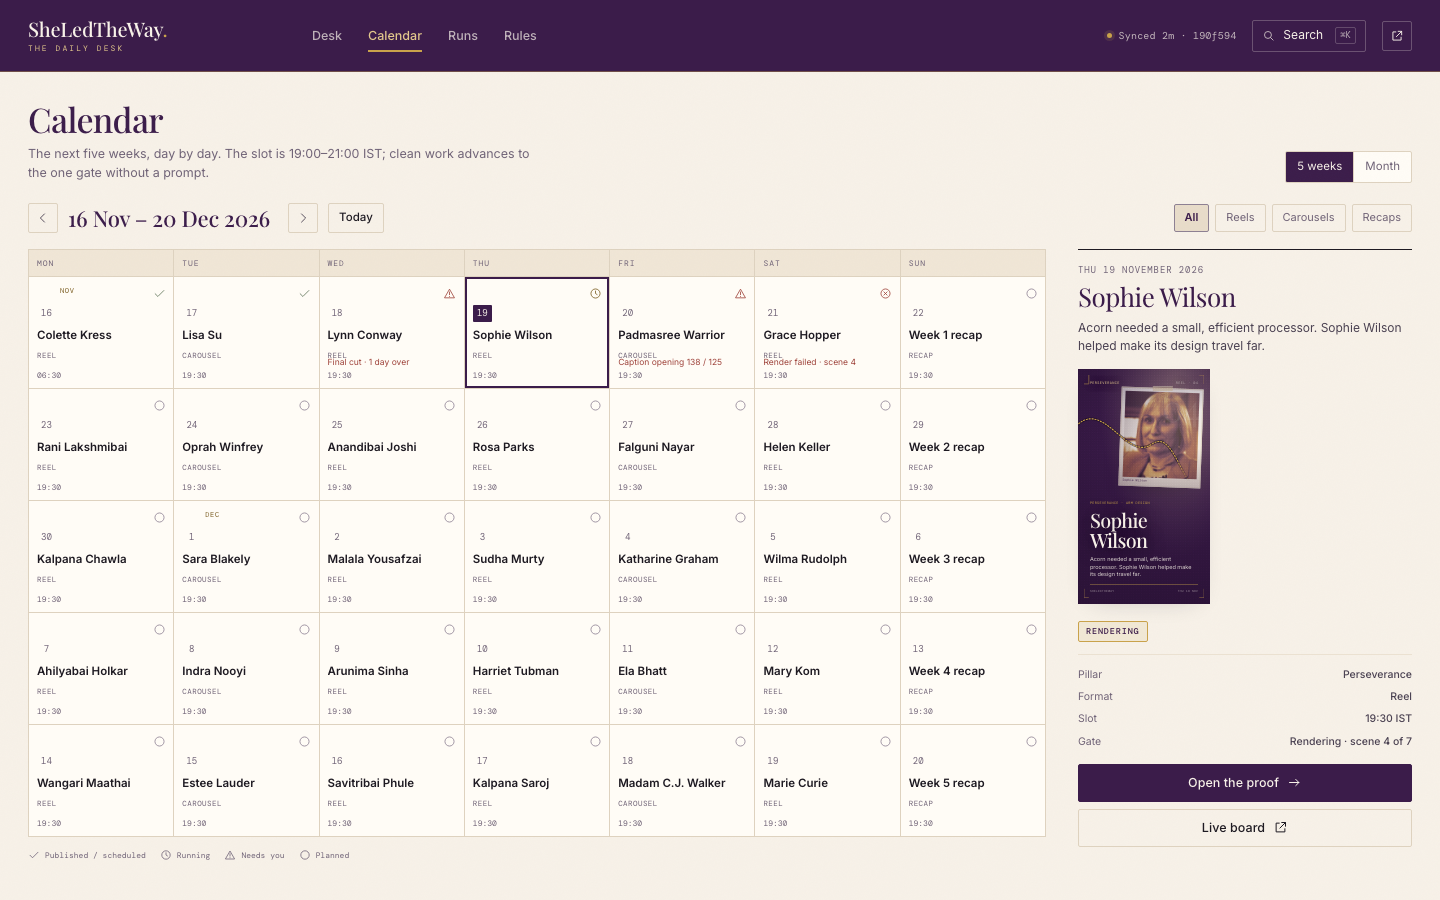 SheLedTheWay.
THE DAILY DESK
Desk
Calendar
Runs
Rules
Synced 2m · 190f594
Search ⌘K
Calendar
The next five weeks, day by day. The slot is 19:00–21:00 IST; clean work advances to
the one gate without a prompt.
5 weeks
Month
16 Nov – 20 Dec 2026
Today
All
Reels
Carousels
Recaps
MON
TUE
WED
THU
FRI
SAT
SUN
NOV
16
Colette Kress
REEL
06:30
17
Lisa Su
CAROUSEL
19:30
18
Lynn Conway
REEL
Final cut · 1 day over
19:30
19
Sophie Wilson
REEL
19:30
20
Padmasree Warrior
CAROUSEL
Caption opening 138 / 125
19:30
21
Grace Hopper
REEL
Render failed · scene 4
19:30
22
Week 1 recap
RECAP
19:30
23
Rani Lakshmibai
REEL
19:30
24
Oprah Winfrey
CAROUSEL
19:30
25
Anandibai Joshi
REEL
19:30
26
Rosa Parks
REEL
19:30
27
Falguni Nayar
CAROUSEL
19:30
28
Helen Keller
REEL
19:30
29
Week 2 recap
RECAP
19:30
30
Kalpana Chawla
REEL
19:30
DEC
1
Sara Blakely
CAROUSEL
19:30
2
Malala Yousafzai
REEL
19:30
3
Sudha Murty
REEL
19:30
4
Katharine Graham
CAROUSEL
19:30
5
Wilma Rudolph
REEL
19:30
6
Week 3 recap
RECAP
19:30
7
Ahilyabai Holkar
REEL
19:30
8
Indra Nooyi
CAROUSEL
19:30
9
Arunima Sinha
REEL
19:30
10
Harriet Tubman
REEL
19:30
11
Ela Bhatt
CAROUSEL
19:30
12
Mary Kom
REEL
19:30
13
Week 4 recap
RECAP
19:30
14
Wangari Maathai
REEL
19:30
15
Estee Lauder
CAROUSEL
19:30
16
Savitribai Phule
REEL
19:30
17
Kalpana Saroj
REEL
19:30
18
Madam C.J. Walker
CAROUSEL
19:30
19
Marie Curie
REEL
19:30
20
Week 5 recap
RECAP
19:30
Published / scheduled
Running
Needs you
Planned
THU 19 NOVEMBER 2026
Sophie Wilson
Acorn needed a small, efficient processor. Sophie Wilson
helped make its design travel far.
PERSEVERANCE
Sophie
Wilson
Acorn needed a small, efficient
processor. Sophie Wilson helped make
its design travel far.
RENDERING
Pillar Perseverance
Format Reel
Slot 19:30 IST
Gate Rendering · scene 4 of 7
Open the proof →
Live board